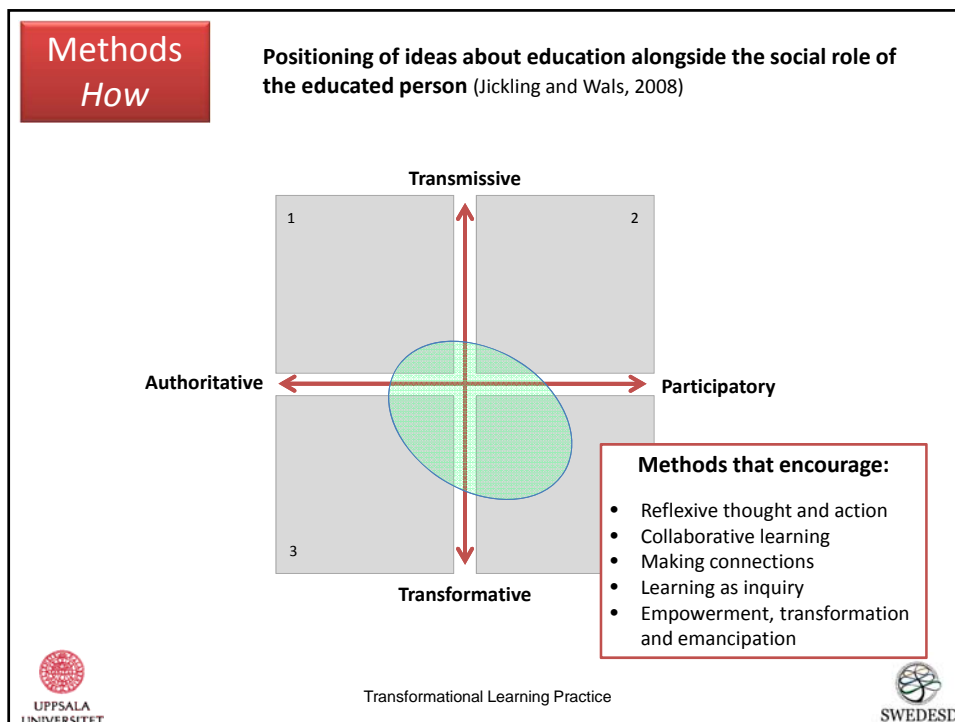 Methods
How
Positioning of ideas about education alongside the social role of
the educated person (Jickling and Wals, 2008)
Transmissive
1
2
Authoritative
Participatory
Methods that encourage:
• Reflexive thought and action
• Collaborative learning
• Making connections
• Learning as inquiry
• Empowerment, transformation
and emancipation
3
Transformative
UPPSALA
UNIVERSITET
Transformational Learning Practice
SWEDESD